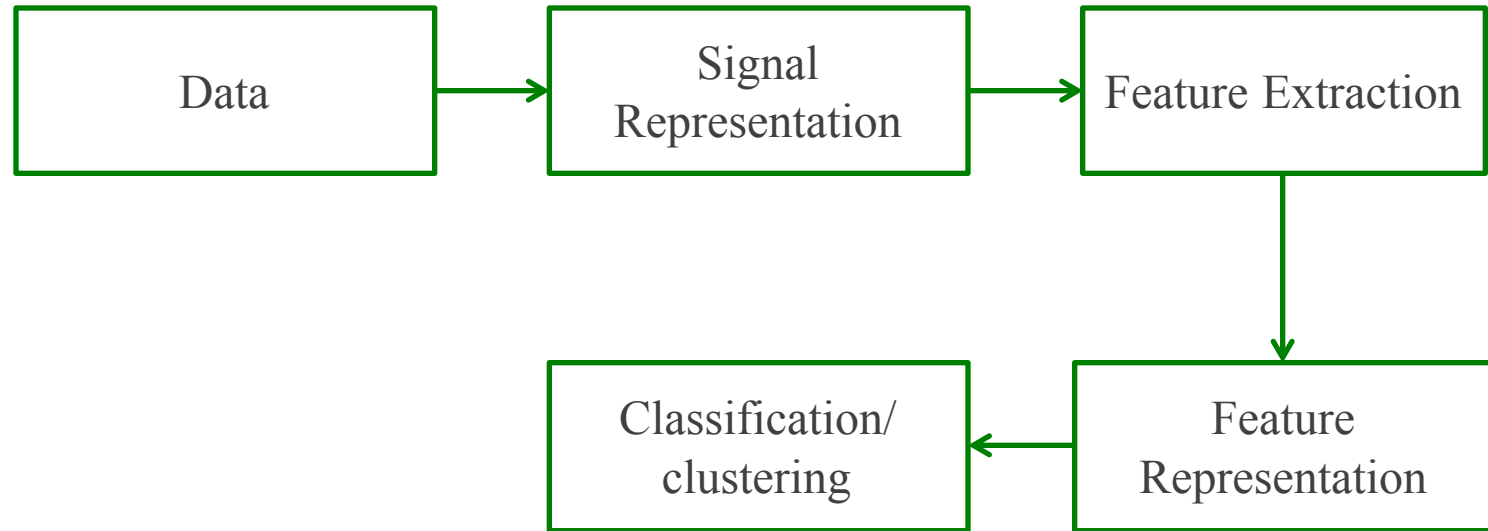 Data
Signal
Representation
Feature Extraction
Feature
Representation
Classification/
clustering